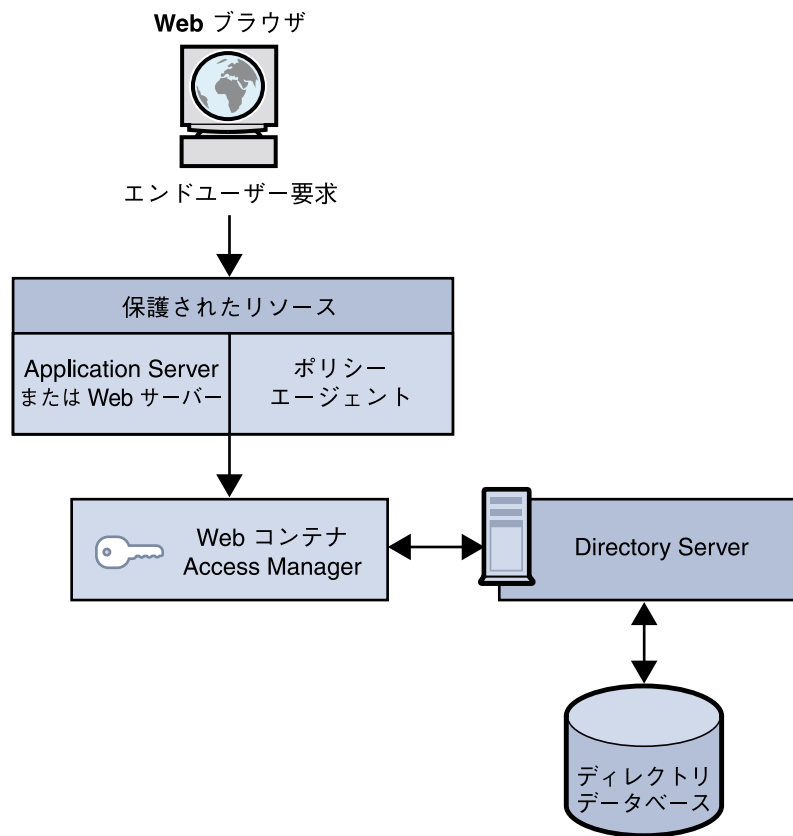 Web ブラウザ
エンドユーザー要求
保護されたリソース
Application Server
または Web サーバー
ポリシー
エージェント
Web コンテナ
Access Manager
Directory Server
ディレクトリ
データベース